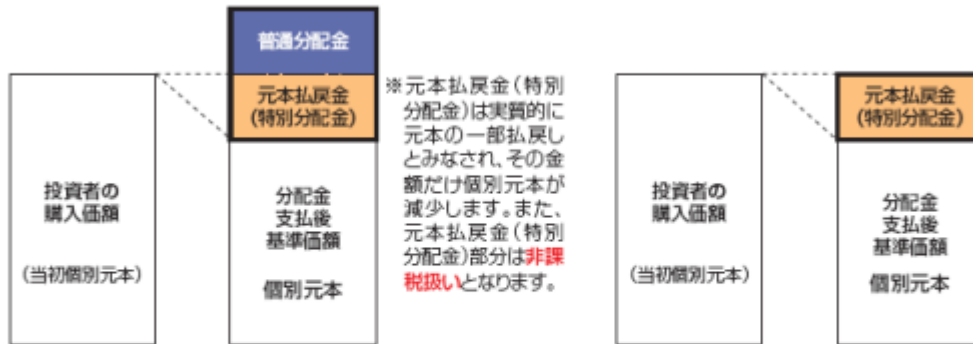 普通分配金
元本払戻金
(特別分配金)
投資者の
購入価額
(当初個別元本)
分配金
支払後
基準価額
個別元本
※元本払戻金(特別
分配金)は実質的に
元本の一部払戻し
とみなされ、その金
額だけ個別元本が
減少します。また、
元本払戻金(特別
分配金)部分は非課
税扱いとなります。
投資者の
購入価額
(当初個別元本)
元本払戻金
(特別分配金)
分配金
支払後
基準価額
個別元本